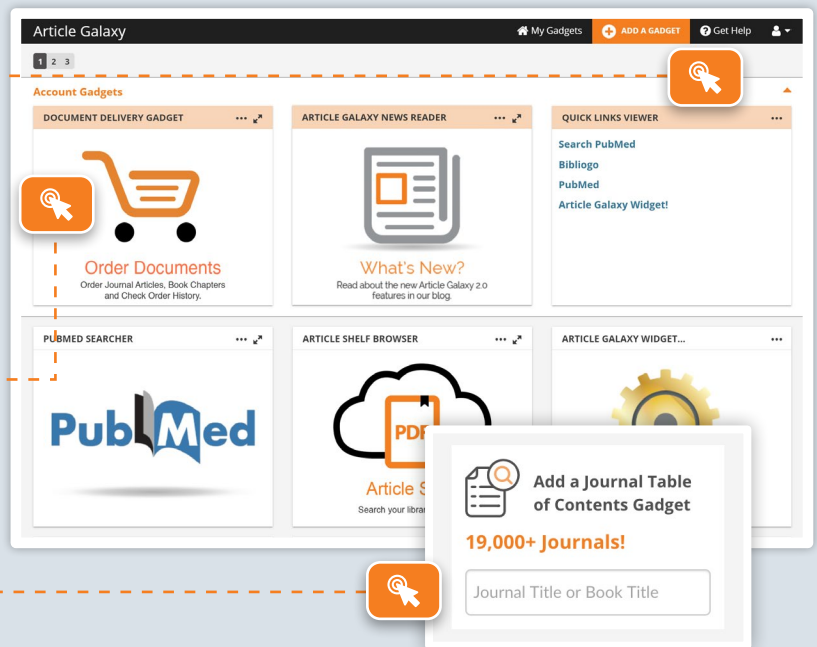 Article Galaxy
My Gadgets
ADD A GADGET
Get Help
1 2 3
Account Gadgets
DOCUMENT DELIVERY GADGET
ARTICLE GALAXY NEWS READER
QUICK LINKS VIEWER
Order Documents
Order Journal Articles, Book Chapters
and Check Order History.
What's New?
Read about the new Article Galaxy 2.0
features in our blog.
Search PubMed
Bibliogo
PubMed
Article Galaxy Widget!
PUBMED SEARCHER
ARTICLE SHELF BROWSER
ARTICLE GALAXY WIDGET...
PubMed
PDF
Article S
Search your libra
Add a Journal Table
of Contents Gadget
19,000+ Journals!
Journal Title or Book Title